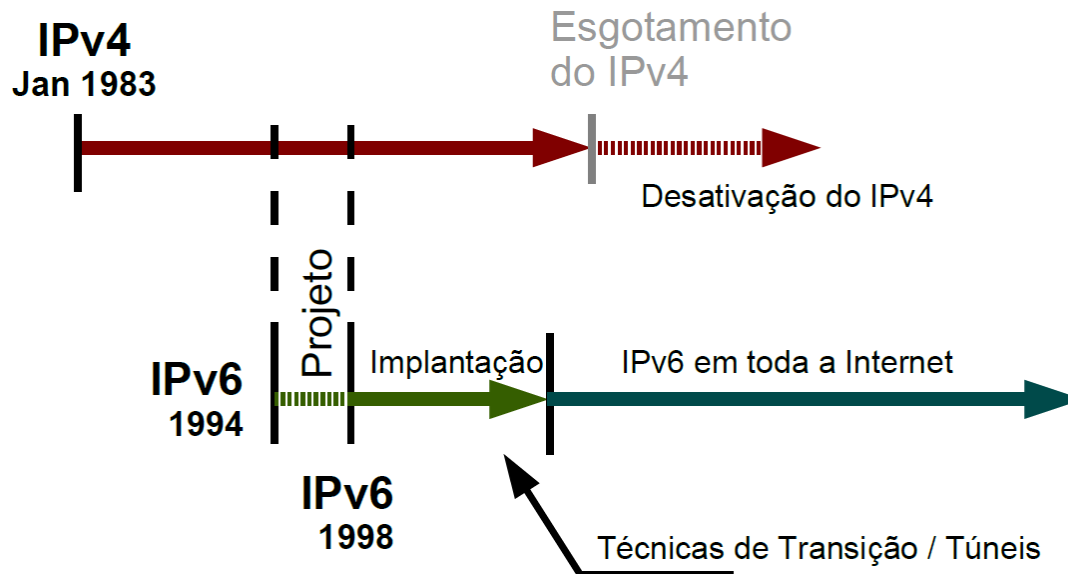 IPv4
Jan 1983
Esgotamento
do IPv4
Desativação do IPv4
Projeto
Implantação
IPv6 em toda a Internet
IPv6
1994
IPv6
1998
Técnicas de Transição / Túneis